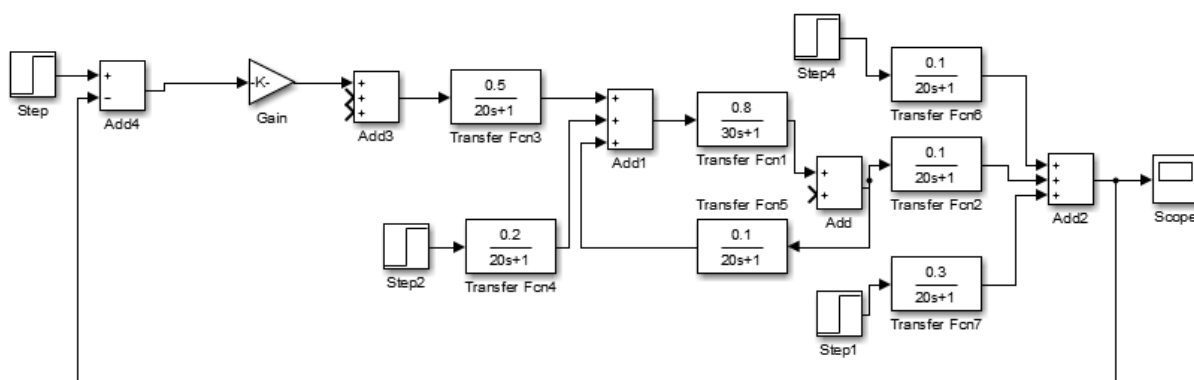 Step
+
−
Add4
-K-
Gain
+
+
+
Add3
0.5
20s+1
Transfer Fcn3
+
+
+
Add1
0.8
30s+1
Transfer Fcn1
+
+
Add
Step4
0.1
20s+1
Transfer Fcn6
0.1
20s+1
Transfer Fcn2
+
+
+
Add2
Scope
Step2
0.2
20s+1
Transfer Fcn4
Transfer Fcn5
0.1
20s+1
Step1
0.3
20s+1
Transfer Fcn7